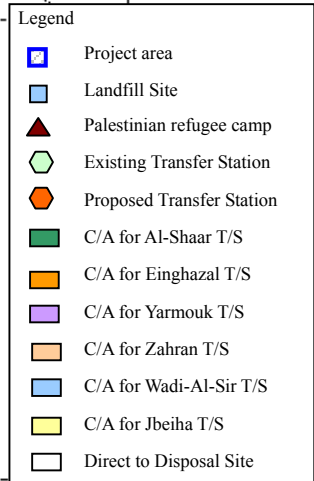 Legend
Project area
Landfill Site
Palestinian refugee camp
Existing Transfer Station
Proposed Transfer Station
C/A for Al-Shaar T/S
C/A for Einghazal T/S
C/A for Yarmouk T/S
C/A for Zahran T/S
C/A for Wadi-Al-Sir T/S
C/A for Jbeiha T/S
Direct to Disposal Site